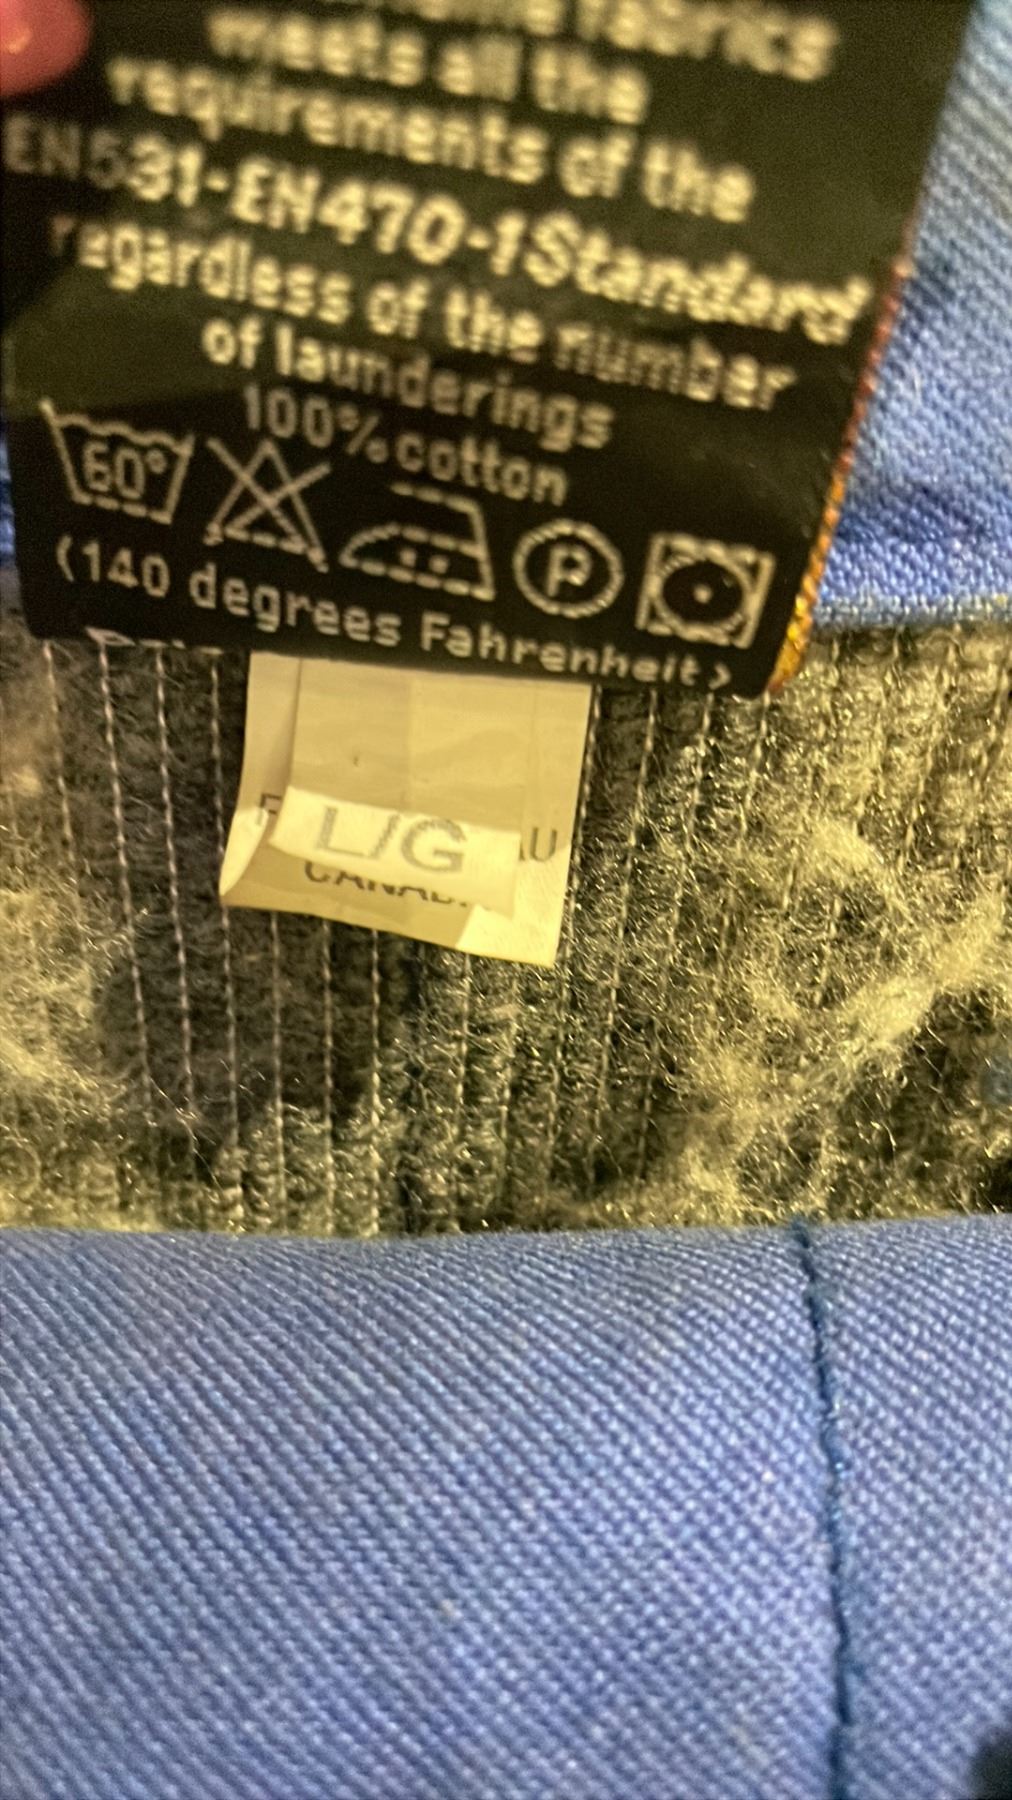 fabrics
meets all the
requirements of the
EN531-EN470-1Standard
regardless of the number
of launderings
100% cotton
60°
P
(140 degrees Fahrenheit)
L/G